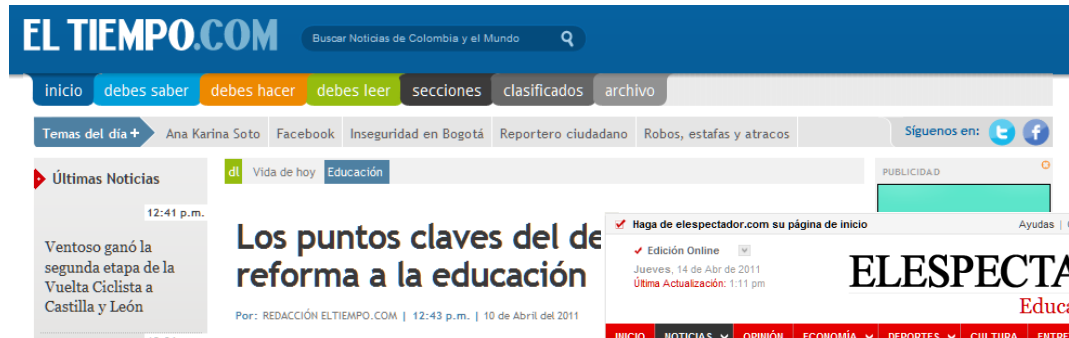 EL TIEMPO.COM
Buscar Noticias de Colombia y el Mundo
inicio debes saber debes hacer debes leer secciones clasificados archivo
Temas del día + Ana Karina Soto Facebook Inseguridad en Bogotá Reportero ciudadano Robos, estafas y atracos Síguenos en:
Últimas Noticias
12:41 p.m.
Ventoso ganó la
segunda etapa de la
Vuelta Ciclista a
Castilla y León
dl Vida de hoy Educación
Los puntos claves del de
reforma a la educación
Por: REDACCIÓN ELTIEMPO.COM | 12:43 p.m. | 10 de Abril del 2011
PUBLICIDAD
Haga de elespectador.com su página de inicio Ayudas |
Edición Online
Jueves, 14 de Abr de 2011
Última Actualización: 1:11 pm
ELESPECTA
Educa
INICIO NOTICIAS OPINIÓN ECONOMÍA DEPORTES CULTURA ENTRE